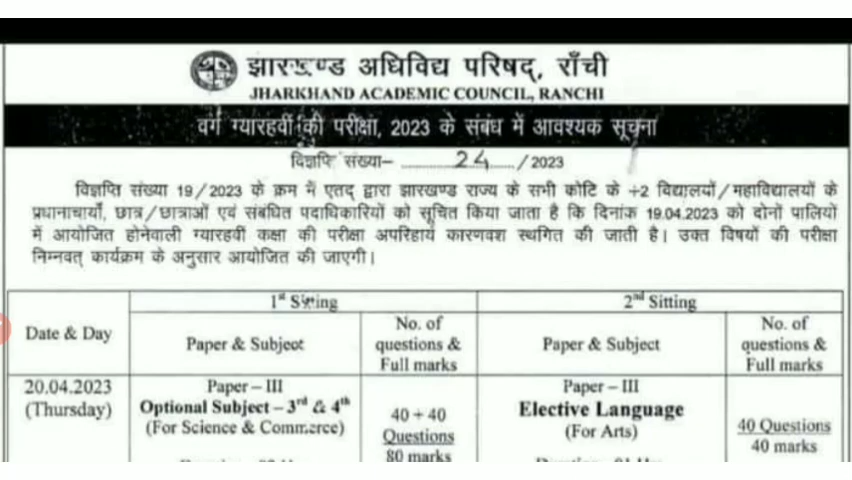 झारखण्ड अधिविद्य परिषद्, राँची
JHARKHAND ACADEMIC COUNCIL, RANCHI
वर्ग ग्यारहवीं की परीक्षा, 2023 के संबंध में आवश्यक सूचना
विज्ञप्ति संख्या– 24 /2023
विज्ञप्ति संख्या 19/2023 के क्रम में एतद् द्वारा झारखण्ड राज्य के सभी कोटि के +2 विद्यालयों/महाविद्यालयों के
प्रधानाचार्यों, छात्र/छात्राओं एवं संबंधित पदाधिकारियों को सूचित किया जाता है कि दिनांक 19.04.2023 को दोनों पालियों
में आयोजित होनेवाली ग्यारहवीं कक्षा की परीक्षा अपरिहार्य कारणवश स्थगित की जाती है। उक्त विषयों की परीक्षा
निम्नवत् कार्यक्रम के अनुसार आयोजित की जाएगी।
1st Sitting 2nd Sitting
Date & Day
Paper & Subject
No. of
questions &
Full marks
Paper & Subject
No. of
questions &
Full marks
20.04.2023
(Thursday)
Paper – III
Optional Subject – 3rd & 4th
(For Science & Commerce)
40 + 40
Questions
80 marks
Paper – III
Elective Language
(For Arts)
40 Questions
40 marks